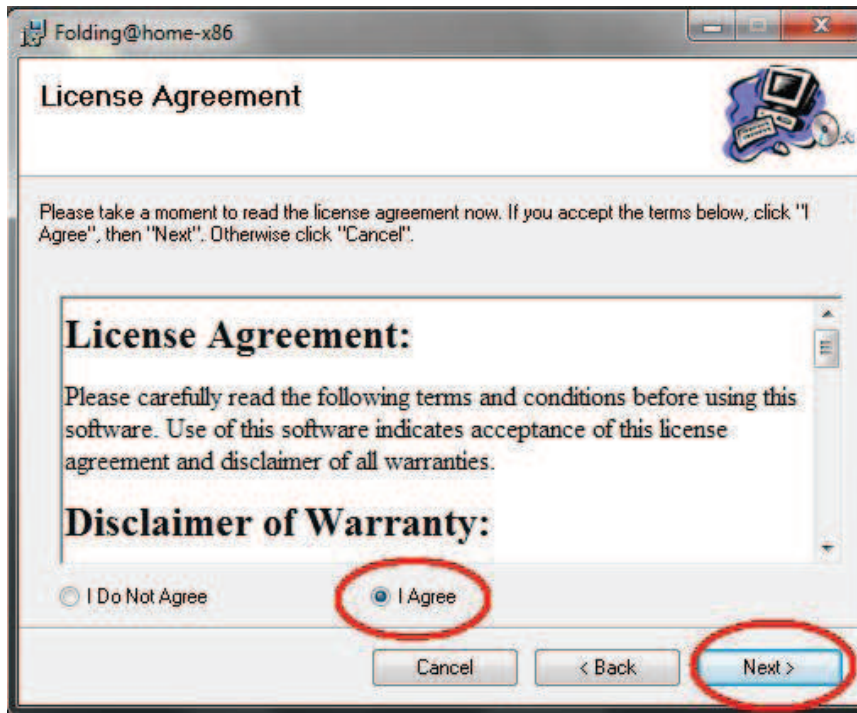 Folding@home-x86
License Agreement
Please take a moment to read the license agreement now. If you accept the terms below, click "I
Agree", then "Next". Otherwise click "Cancel".
License Agreement:
Please carefully read the following terms and conditions before using this
software. Use of this software indicates acceptance of this license
agreement and disclaimer of all warranties.
Disclaimer of Warranty:
I Do Not Agree
I Agree
Cancel
< Back
Next >